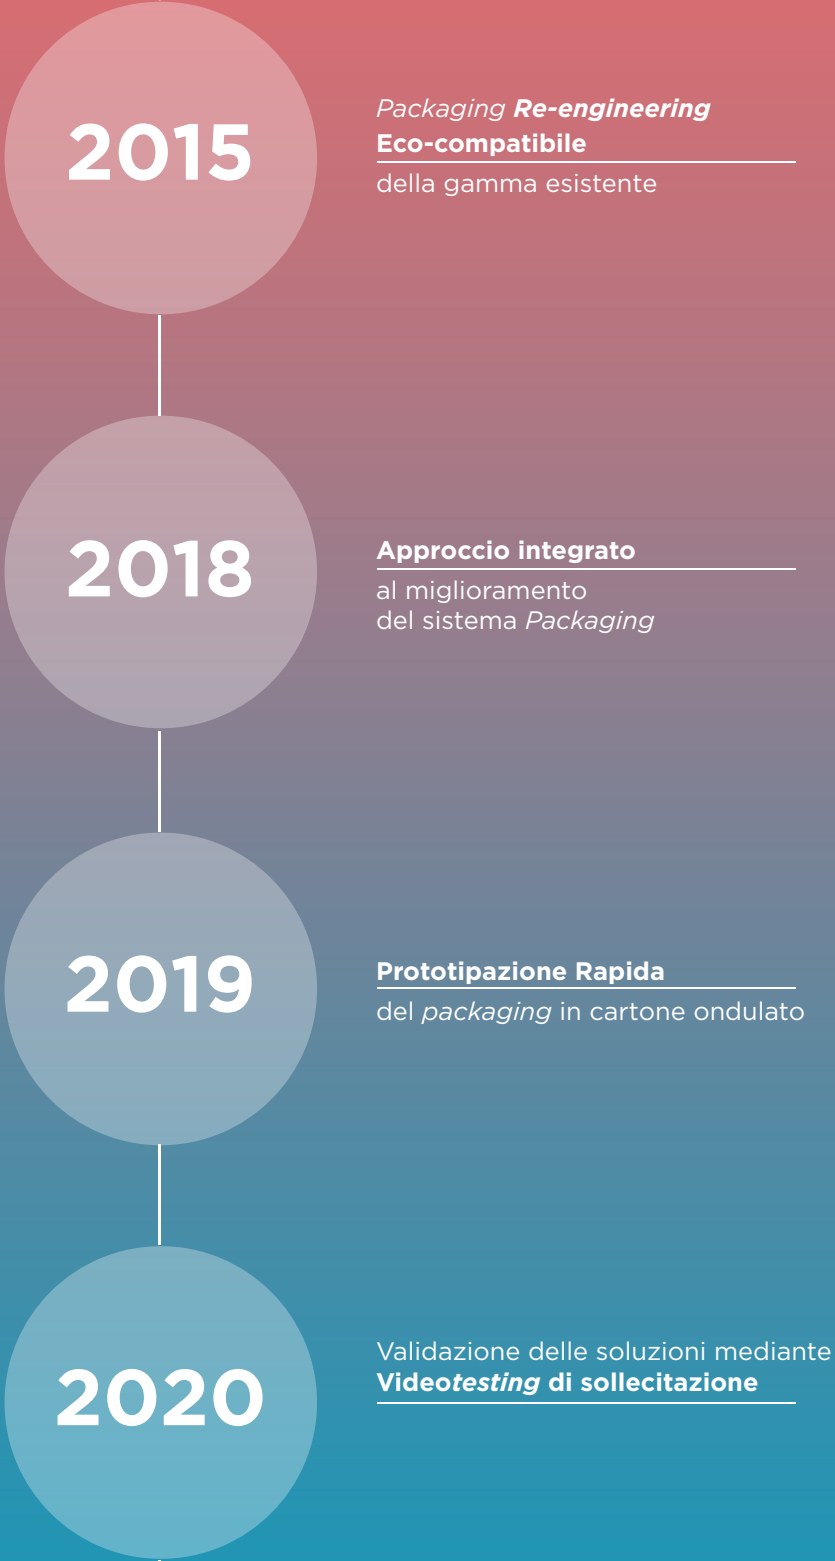 2015
Packaging Re-engineering
Eco-compatibile
della gamma esistente
2018
Approccio integrato
al miglioramento
del sistema Packaging
2019
Prototipazione Rapida
del packaging in cartone ondulato
2020
Validazione delle soluzioni mediante
Videotesting di sollecitazione